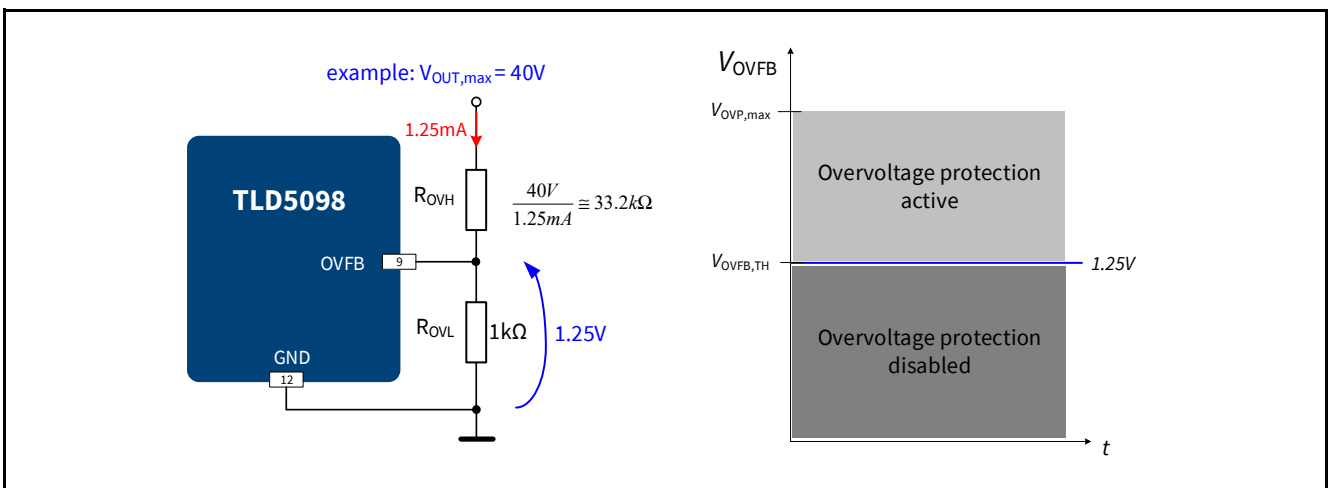 example: VOUT,max = 40V
1.25mA
TLD5098
ROVH
40V
1.25mA
≅ 33.2kΩ
OVFB
9
ROVL
1kΩ
1.25V
GND
12
VOVFB
VOVP,max
Overvoltage protection
active
VOVFB,TH
1.25V
Overvoltage protection
disabled
t